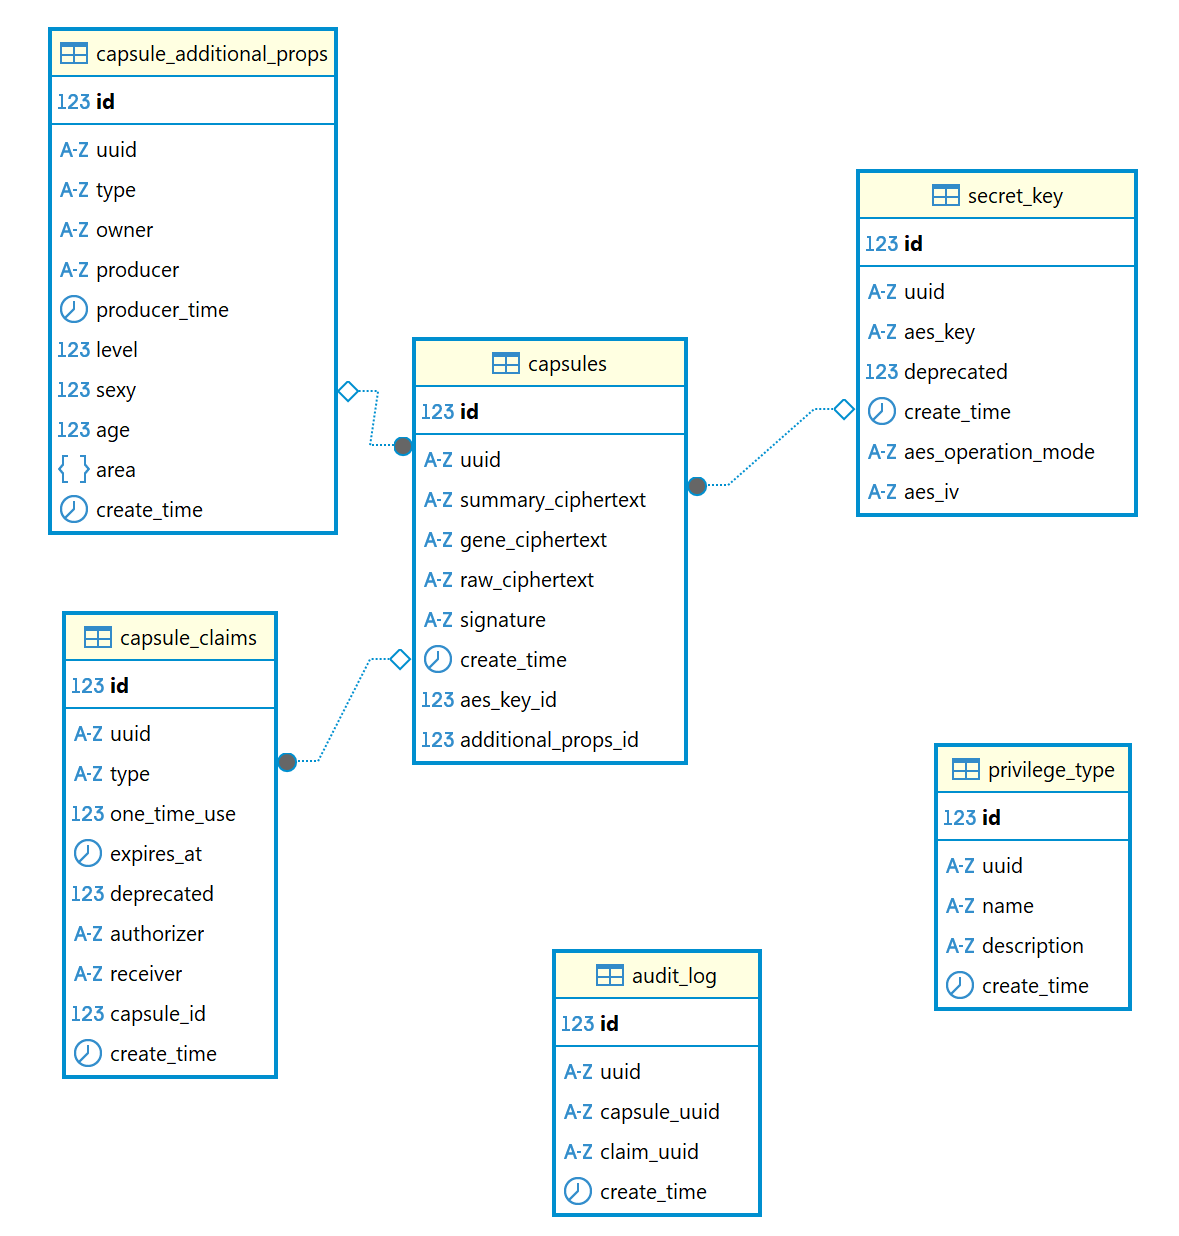 capsule_additional_props
123 id
A-Z uuid
A-Z type
A-Z owner
A-Z producer
producer_time
123 level
123 sexy
123 age
{ } area
create_time
secret_key
123 id
A-Z uuid
A-Z aes_key
123 deprecated
create_time
A-Z aes_operation_mode
A-Z aes_iv
capsules
123 id
A-Z uuid
A-Z summary_ciphertext
A-Z gene_ciphertext
A-Z raw_ciphertext
A-Z signature
create_time
123 aes_key_id
123 additional_props_id
capsule_claims
123 id
A-Z uuid
A-Z type
123 one_time_use
expires_at
123 deprecated
A-Z authorizer
A-Z receiver
123 capsule_id
create_time
privilege_type
123 id
A-Z uuid
A-Z name
A-Z description
create_time
audit_log
123 id
A-Z uuid
A-Z capsule_uuid
A-Z claim_uuid
create_time